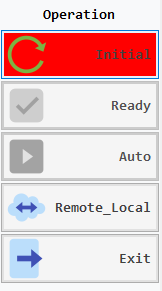 Operation
Initial
Ready
Auto
Remote_Local
Exit